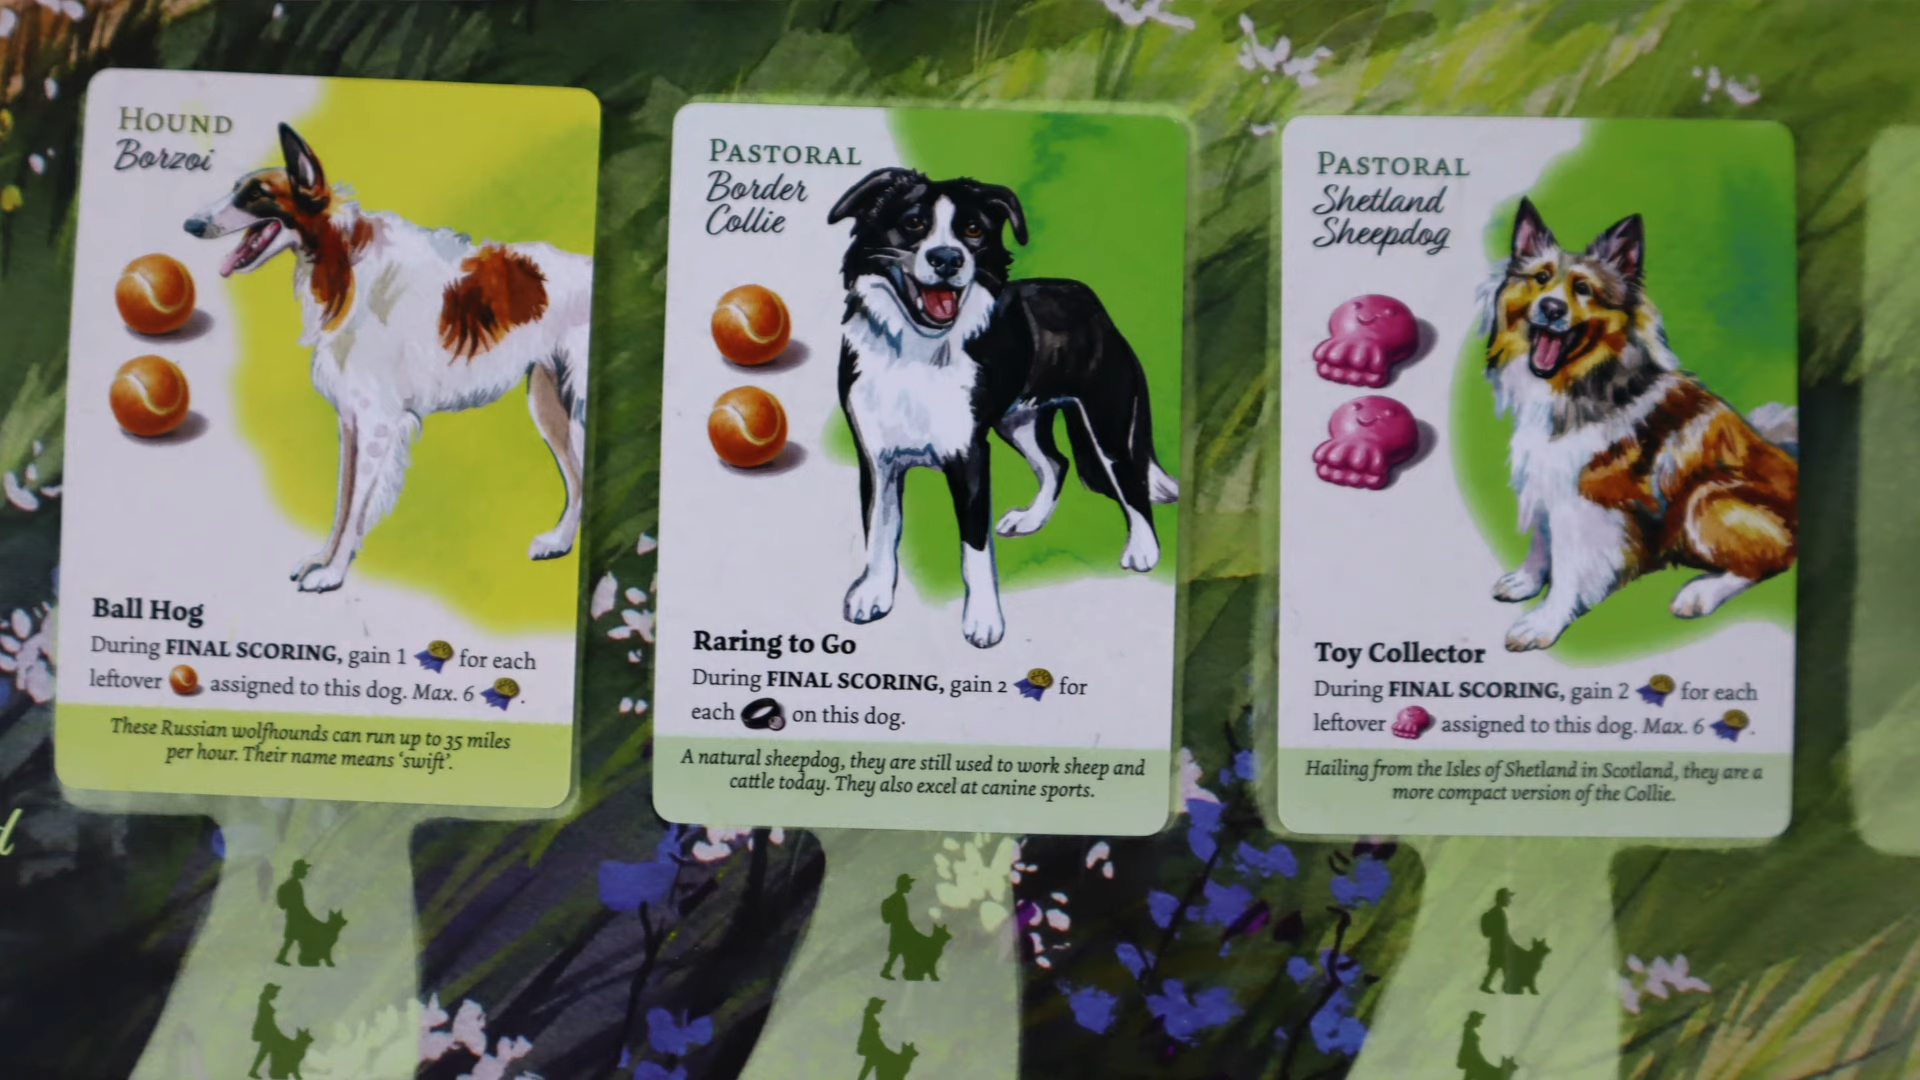 HOUND
Borzoi
Ball Hog
During FINAL SCORING, gain 1 for each
leftover assigned to this dog. Max. 6 .
These Russian wolfhounds can run up to 35 miles
per hour. Their name means ‘swift’.
PASTORAL
Border
Collie
Raring to Go
During FINAL SCORING, gain 2 for
each on this dog.
A natural sheepdog, they are still used to work sheep and
cattle today. They also excel at canine sports.
PASTORAL
Shetland
Sheepdog
Toy Collector
During FINAL SCORING, gain 2 for each
leftover assigned to this dog. Max. 6 .
Hailing from the Isles of Shetland in Scotland, they are a
more compact version of the Collie.